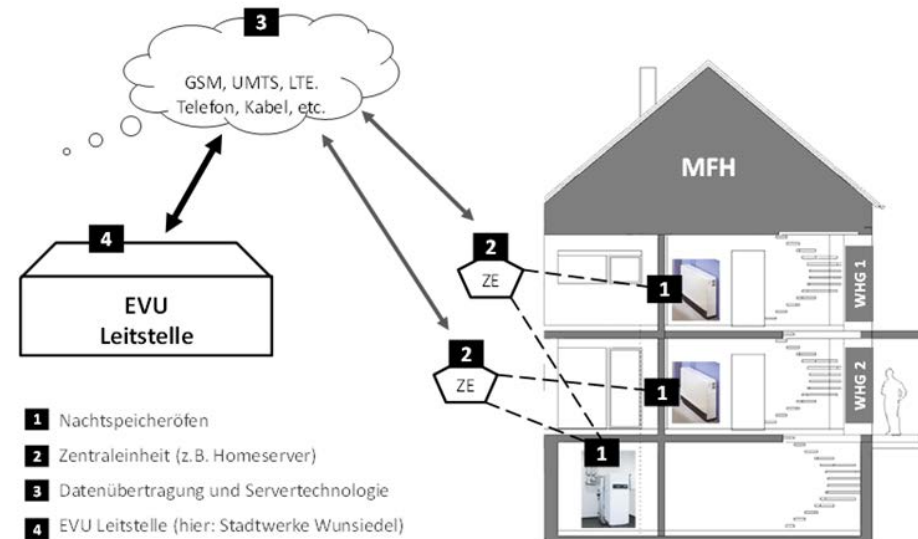 3
GSM, UMTS, LTE.
Telefon, Kabel, etc.
MFH
4
EVU
Leitstelle
2
ZE
1
WHG 1
2
ZE
1
WHG 2
1
1 Nachtspeicheröfen
2 Zentraleinheit (z.B. Homeserver)
3 Datenübertragung und Servertechnologie
4 EVU Leitstelle (hier: Stadtwerke Wunsiedel)